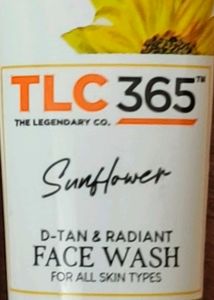 TLC 365™
THE LEGENDARY CO.
Sunflower
D-TAN & RADIANT
FACE WASH
FOR ALL SKIN TYPES